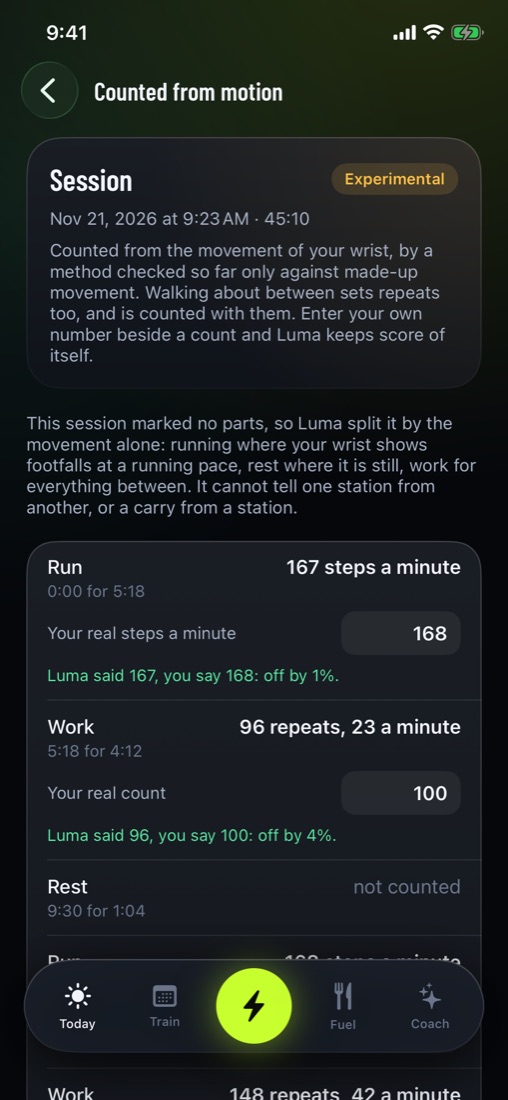 9:41
Counted from motion
Session
Experimental
Nov 21, 2026 at 9:23 AM · 45:10
Counted from the movement of your wrist, by a
method checked so far only against made-up
movement. Walking about between sets repeats
too, and is counted with them. Enter your own
number beside a count and Luma keeps score of
itself.
This session marked no parts, so Luma split it by the
movement alone: running where your wrist shows
footfalls at a running pace, rest where it is still, work for
everything between. It cannot tell one station from
another, or a carry from a station.
Run
167 steps a minute
0:00 for 5:18
Your real steps a minute
168
Luma said 167, you say 168: off by 1%.
Work
96 repeats, 23 a minute
5:18 for 4:12
Your real count
100
Luma said 96, you say 100: off by 4%.
Rest
not counted
9:30 for 1:04
Today
Train
Fuel
Coach
Work
148 repeats, 42 a minute